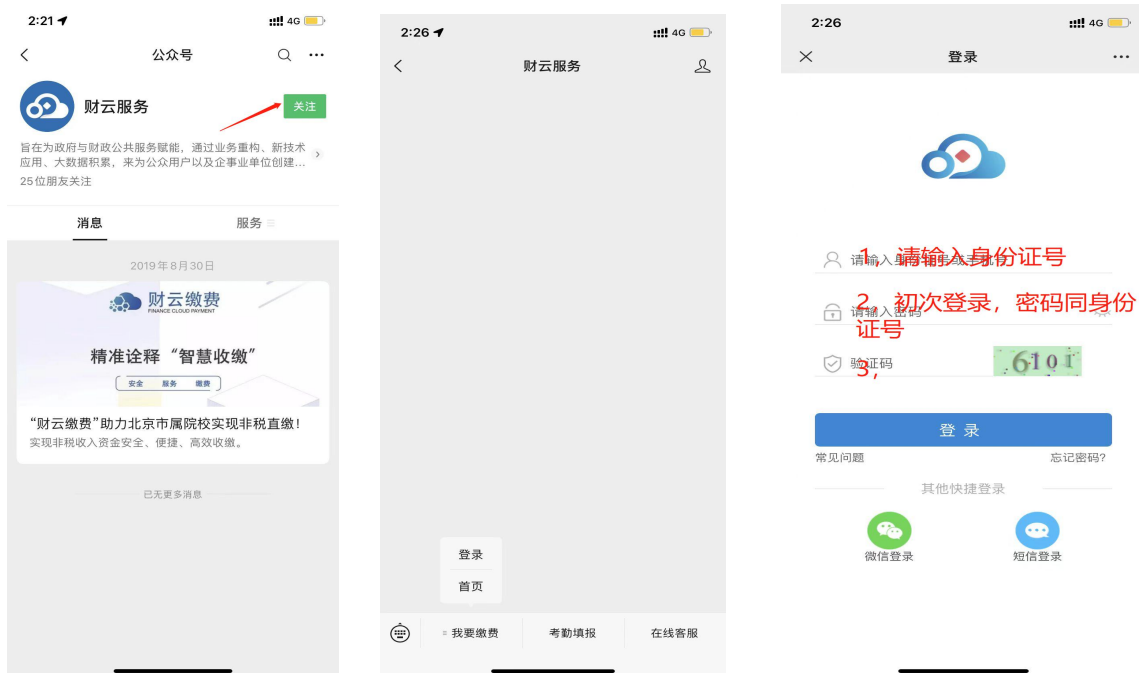 2:21
4G
公众号
财云服务
关注
旨在为政府与财政公共服务赋能，通过业务重构、新技术
应用、大数据积累，来为公众用户以及企事业单位创建...
25位朋友关注
消息
服务
2019年8月30日
财云缴费
FINANCE CLOUD PAYMENT
精准诠释“智慧收缴”
安全 服务 缴费
“财云缴费”助力北京市属院校实现非税直缴！
实现非税收入资金安全、便捷、高效收缴。
已无更多消息
2:26
4G
财云服务
登录
首页
我要缴费
考勤填报
在线客服
2:26
4G
登录
1，请输入身份证号
2，初次登录，密码同身份
证号
请输入密码
验证码
3，
6101
登 录
常见问题
忘记密码?
其他快捷登录
微信登录
短信登录